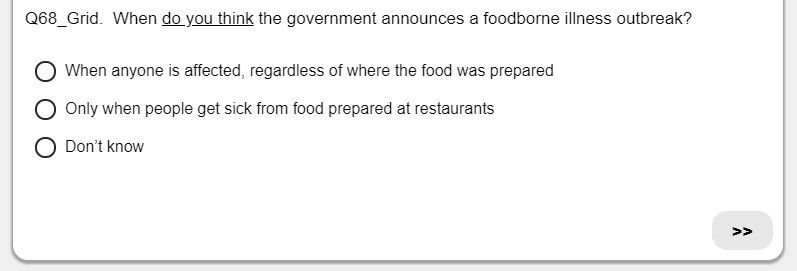 Q68_Grid.  When do you think the government announces a foodborne illness outbreak?
When anyone is affected, regardless of where the food was prepared
Only when people get sick from food prepared at restaurants
Don't know
>>